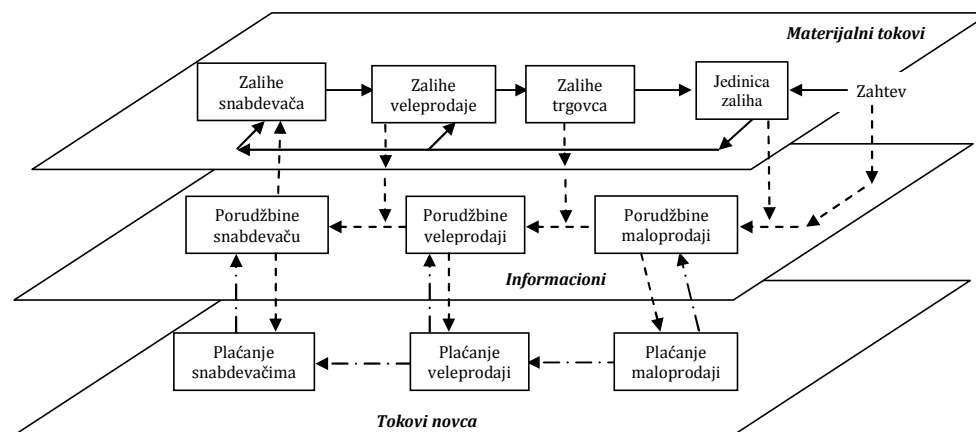 Materijalni tokovi
Zalihe
snabdevača
Zalihe
veleprodaje
Zalihe
trgovca
Jedinica
zaliha
Zahtev
Porudžbine
snabdevaču
Porudžbine
veleprodaji
Porudžbine
maloprodaji
Informacioni
Plaćanje
snabdevačima
Plaćanje
veleprodaji
Plaćanje
maloprodaji
Tokovi novca